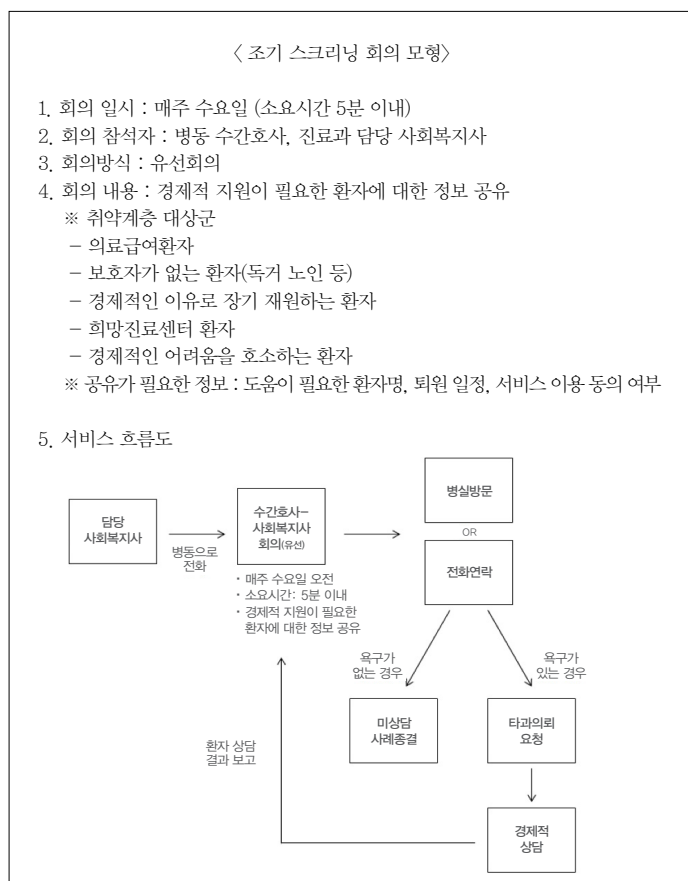 〈 조기 스크리닝 회의 모형〉
1. 회의 일시 : 매주 수요일 (소요시간 5분 이내)
2. 회의 참석자 : 병동 수간호사, 진료과 담당 사회복지사
3. 회의방식 : 유선회의
4. 회의 내용 : 경제적 지원이 필요한 환자에 대한 정보 공유
※ 취약계층 대상군
– 의료급여환자
– 보호자가 없는 환자(독거 노인 등)
– 경제적인 이유로 장기 재원하는 환자
– 희망진료센터 환자
– 경제적인 어려움을 호소하는 환자
※ 공유가 필요한 정보 : 도움이 필요한 환자명, 퇴원 일정, 서비스 이용 동의 여부
5. 서비스 흐름도
담당
사회복지사
병동으로
전화
수간호사–
사회복지사
회의(유선)
• 매주 수요일 오전
• 소요시간: 5분 이내
• 경제적 지원이 필요한
환자에 대한 정보 공유
병실방문
OR
전화연락
욕구가
없는 경우
욕구가
있는 경우
미상담
사례종결
타과의뢰
요청
환자 상담
결과 보고
경제적
상담